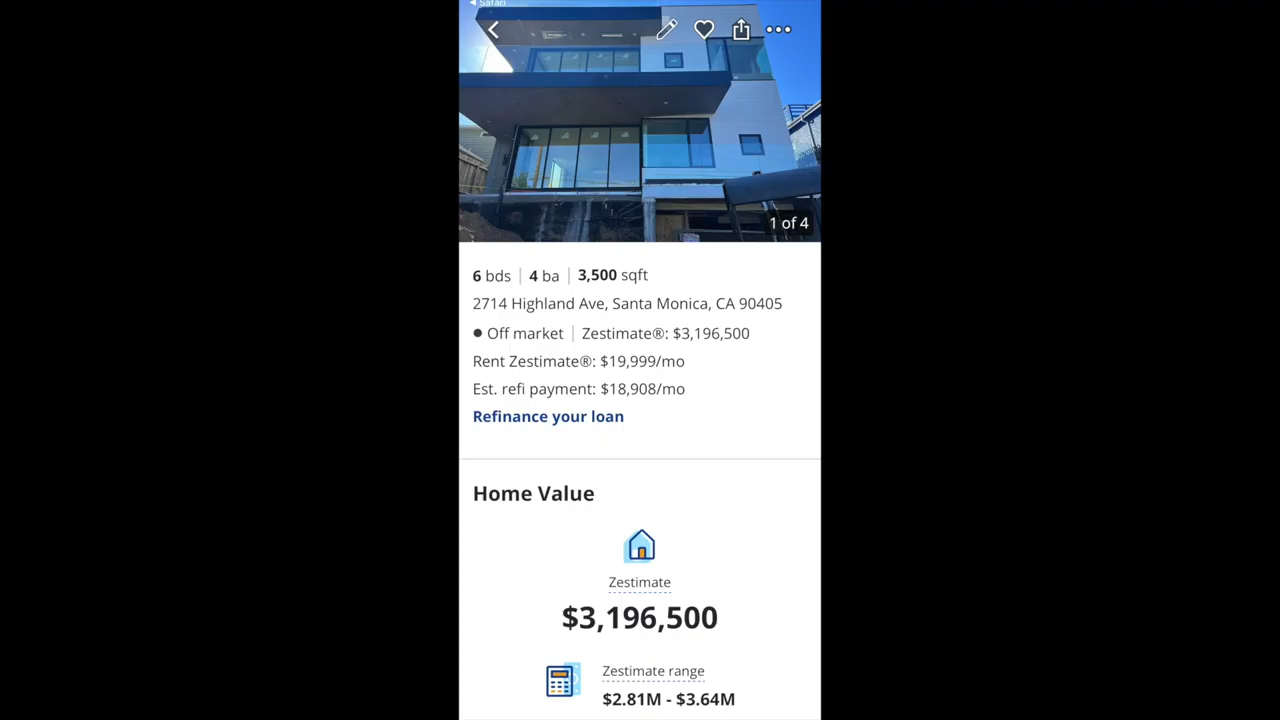 Safari
1 of 4
6 bds | 4 ba | 3,500 sqft
2714 Highland Ave, Santa Monica, CA 90405
● Off market | Zestimate®: $3,196,500
Rent Zestimate®: $19,999/mo
Est. refi payment: $18,908/mo
Refinance your loan
Home Value
Zestimate
$3,196,500
Zestimate range
$2.81M - $3.64M